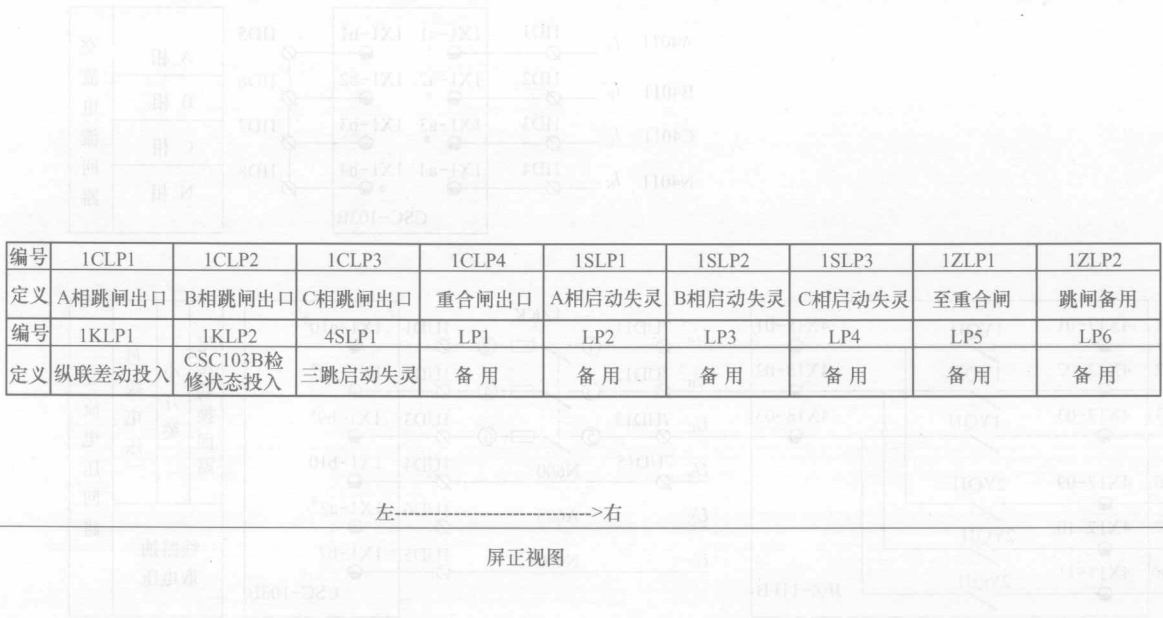 编号 1CLP1 1CLP2 1CLP3 1CLP4 1SLP1 1SLP2 1SLP3 1ZLP1 1ZLP2
定义 A相跳闸出口 B相跳闸出口 C相跳闸出口 重合闸出口 A相启动失灵 B相启动失灵 C相启动失灵 至重合闸 跳闸备用
编号 1KLP1 1KLP2 4SLP1 LP1 LP2 LP3 LP4 LP5 LP6
定义 纵联差动投入 CSC103B检修状态投入 三跳启动失灵 备用 备用 备用 备用 备用 备用
左------------------------>右
屏正视图